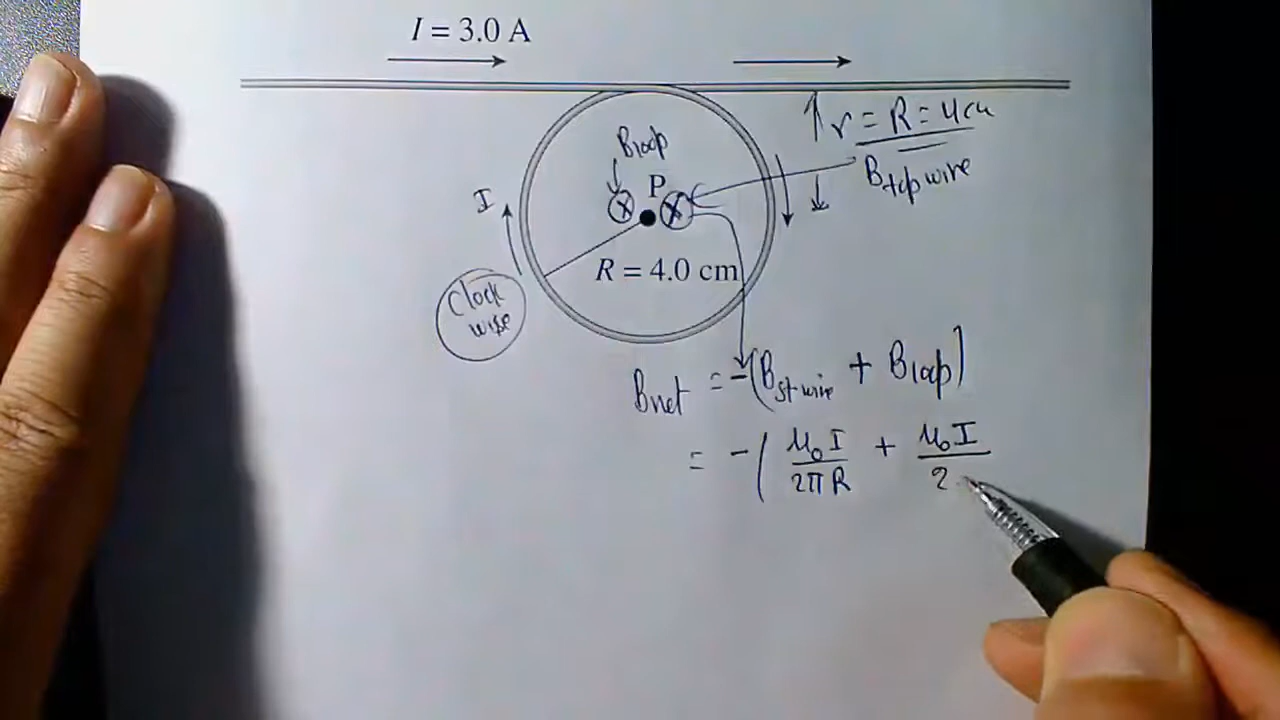 I = 3.0 A
r = R = 4cm
Bloop
P
Btop wire
I
R = 4.0 cm
Clock
wise
Bnet = -(Bst wire + Bloop)
= -( μ₀I/2πR + μ₀I/2